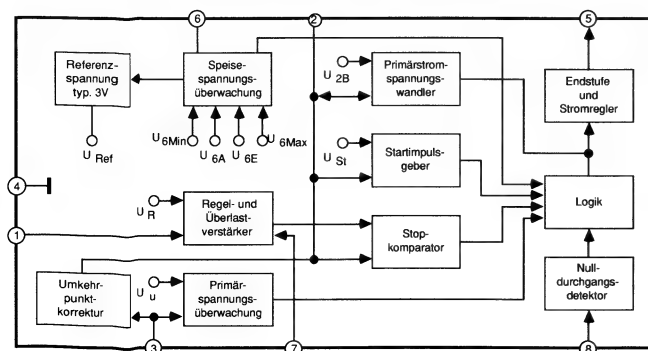 6
2
5
Referenz-
spannung
typ. 3V
Speise-
spannungs-
überwachung
U 2B
Primärstrom-
spannungs-
wandler
Endstufe
und
Stromregler
U Ref
U 6Min
U 6A
U 6E
U 6Max
U St
Startimpuls-
geber
4
U R
Regel- und
Überlast-
verstärker
Stop-
komparator
Logik
1
Umkehr-
punkt-
korrektur
U u
Primär-
spannungs-
überwachung
Null-
durchgangs-
detektor
3
7
8